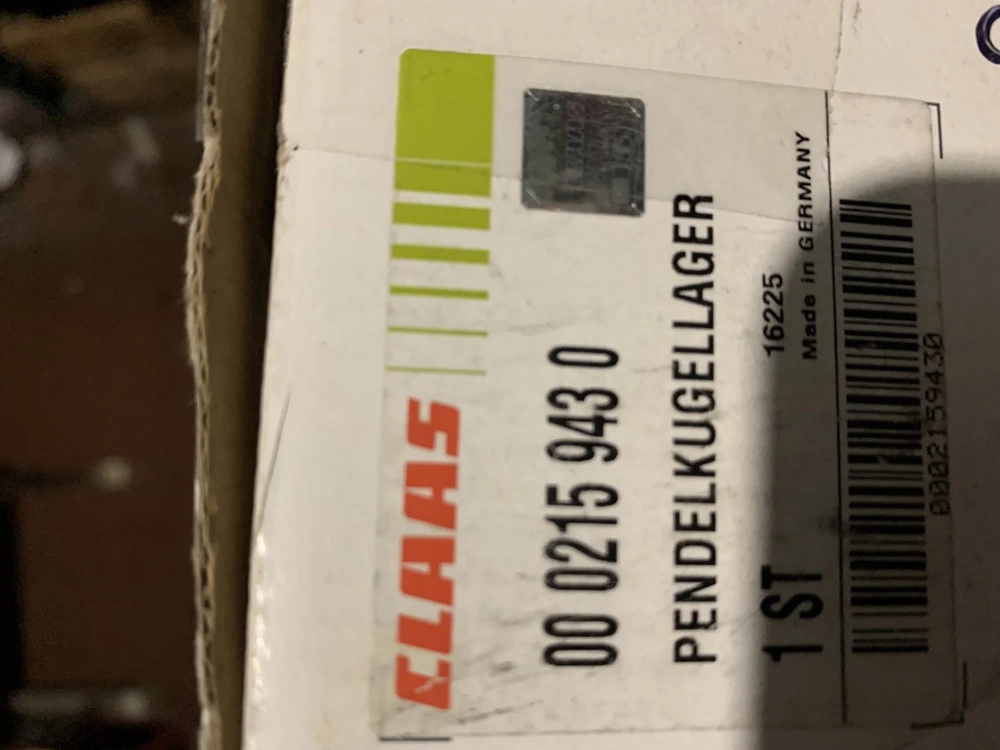 CLAAS
00 0215 943 0
PENDELKUGELLAGER
1 ST
16225
Made in GERMANY
0002159430